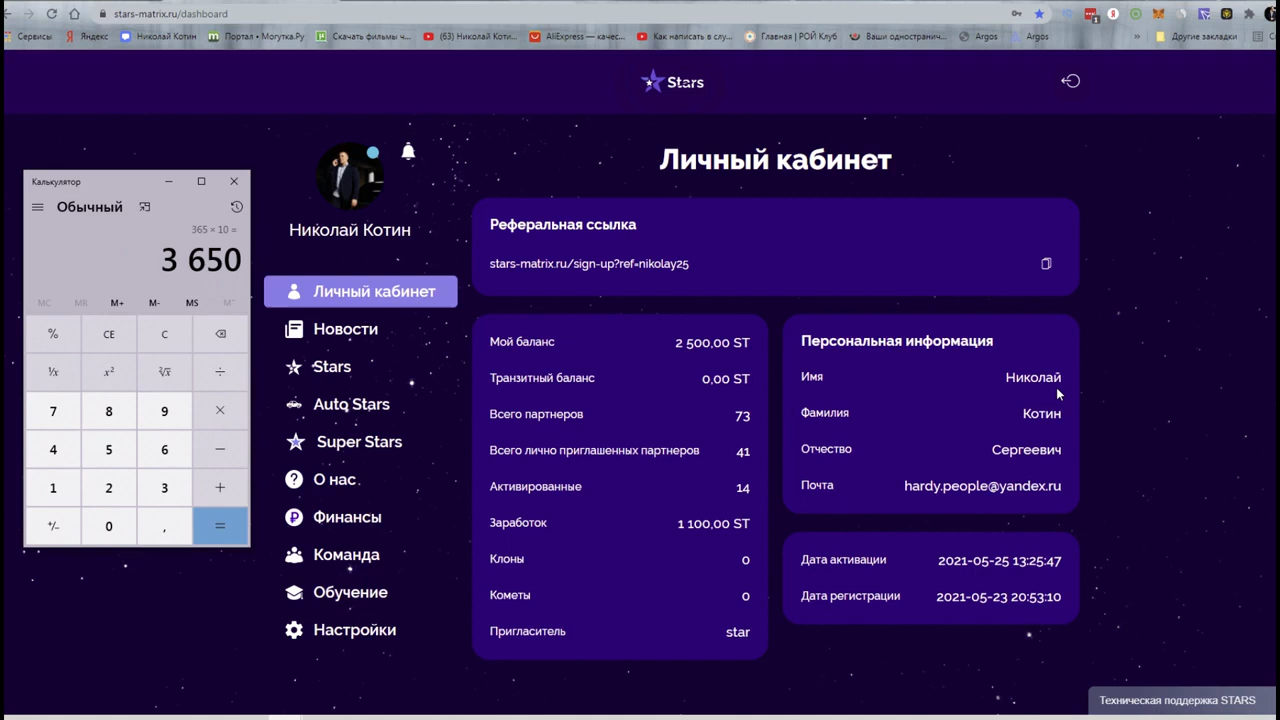 stars-matrix.ru/dashboard
Сервисы
Яндекс
Николай Котин
Портал • Могутка.Ру
Скачать фильмы ч...
(63) Николай Коти...
AliExpress — качес...
Как написать в слу...
Главная | РОЙ Клуб
Ваши одностранич...
Argos
Argos
»
Другие закладки
Stars
Личный кабинет
Калькулятор
Обычный
365 × 10 =
3 650
MC MR M+ M- MS M˅
% CE C
¹/x x² ²√x ÷
7 8 9 ×
4 5 6 −
1 2 3 +
+/− 0 , =
Николай Котин
Личный кабинет
Новости
Stars
Auto Stars
Super Stars
О нас
Финансы
Команда
Обучение
Настройки
Реферальная ссылка
stars-matrix.ru/sign-up?ref=nikolay25
Мой баланс 2 500,00 ST
Транзитный баланс 0,00 ST
Всего партнеров 73
Всего лично приглашенных партнеров 41
Активированные 14
Заработок 1 100,00 ST
Клоны 0
Кометы 0
Пригласитель star
Персональная информация
Имя Николай
Фамилия Котин
Отчество Сергеевич
Почта hardy.people@yandex.ru
Дата активации 2021-05-25 13:25:47
Дата регистрации 2021-05-23 20:53:10
Техническая поддержка STARS